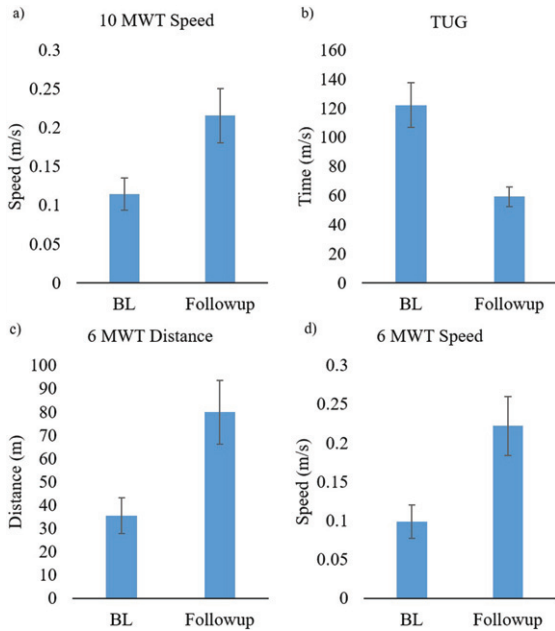 a)
10 MWT Speed
0.3
0.25
0.2
0.15
0.1
0.05
0
Speed (m/s)
BL Followup
b)
TUG
160
140
120
100
80
60
40
20
0
Time (m/s)
BL Followup
c)
6 MWT Distance
100
90
80
70
60
50
40
30
20
10
0
Distance (m)
BL Followup
d)
6 MWT Speed
0.3
0.25
0.2
0.15
0.1
0.05
0
Speed (m/s)
BL Followup